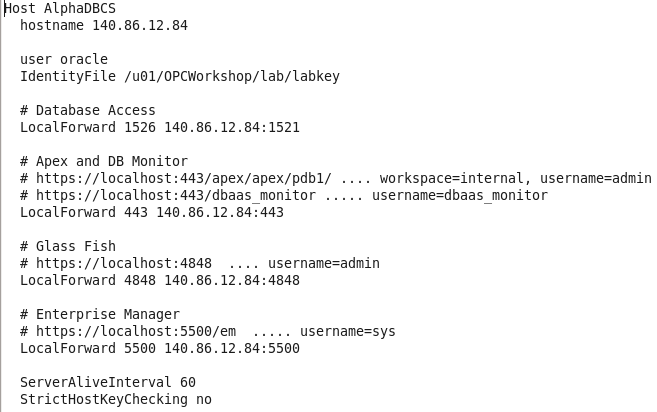 Host AlphaDBCS
hostname 140.86.12.84
user oracle
IdentityFile /u01/OPCWorkshop/lab/labkey
# Database Access
LocalForward 1526 140.86.12.84:1521
# Apex and DB Monitor
# https://localhost:443/apex/apex/pdb1/ .... workspace=internal, username=admin
# https://localhost:443/dbaas_monitor ..... username=dbaas_monitor
LocalForward 443 140.86.12.84:443
# Glass Fish
# https://localhost:4848  .... username=admin
LocalForward 4848 140.86.12.84:4848
# Enterprise Manager
# https://localhost:5500/em  ..... username=sys
LocalForward 5500 140.86.12.84:5500
ServerAliveInterval 60
StrictHostKeyChecking no